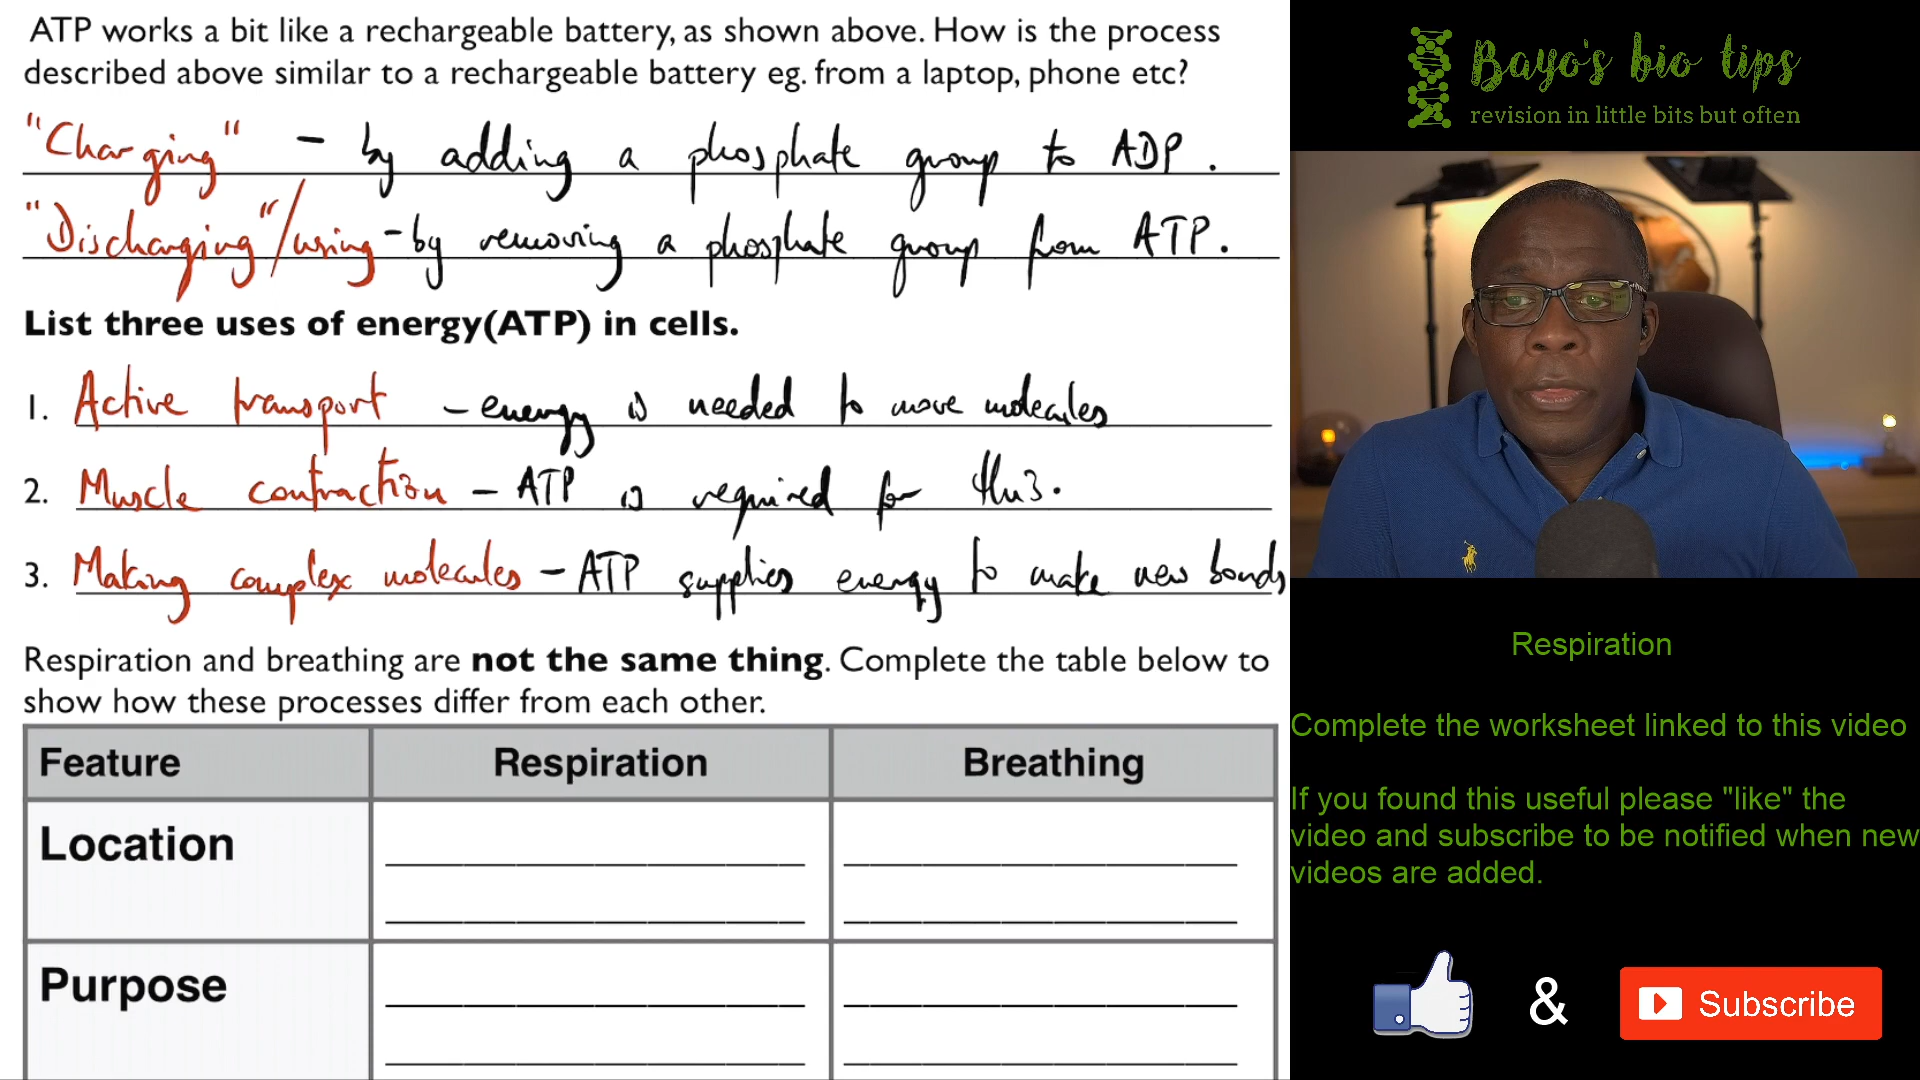 ATP works a bit like a rechargeable battery, as shown above. How is the process
described above similar to a rechargeable battery eg. from a laptop, phone etc?
"Charging" - by adding a phosphate group to ADP.
"Discharging"/using - by removing a phosphate group from ATP.
List three uses of energy(ATP) in cells.
1. Active transport - energy is needed to move molecules
2. Muscle contraction - ATP is required for this.
3. Making complex molecules - ATP supplies energy to make new bonds
Respiration and breathing are not the same thing. Complete the table below to
show how these processes differ from each other.
Feature Respiration Breathing
Location
Purpose
Bayo's bio tips
revision in little bits but often
Respiration
Complete the worksheet linked to this video
If you found this useful please "like" the
video and subscribe to be notified when new
videos are added.
& Subscribe